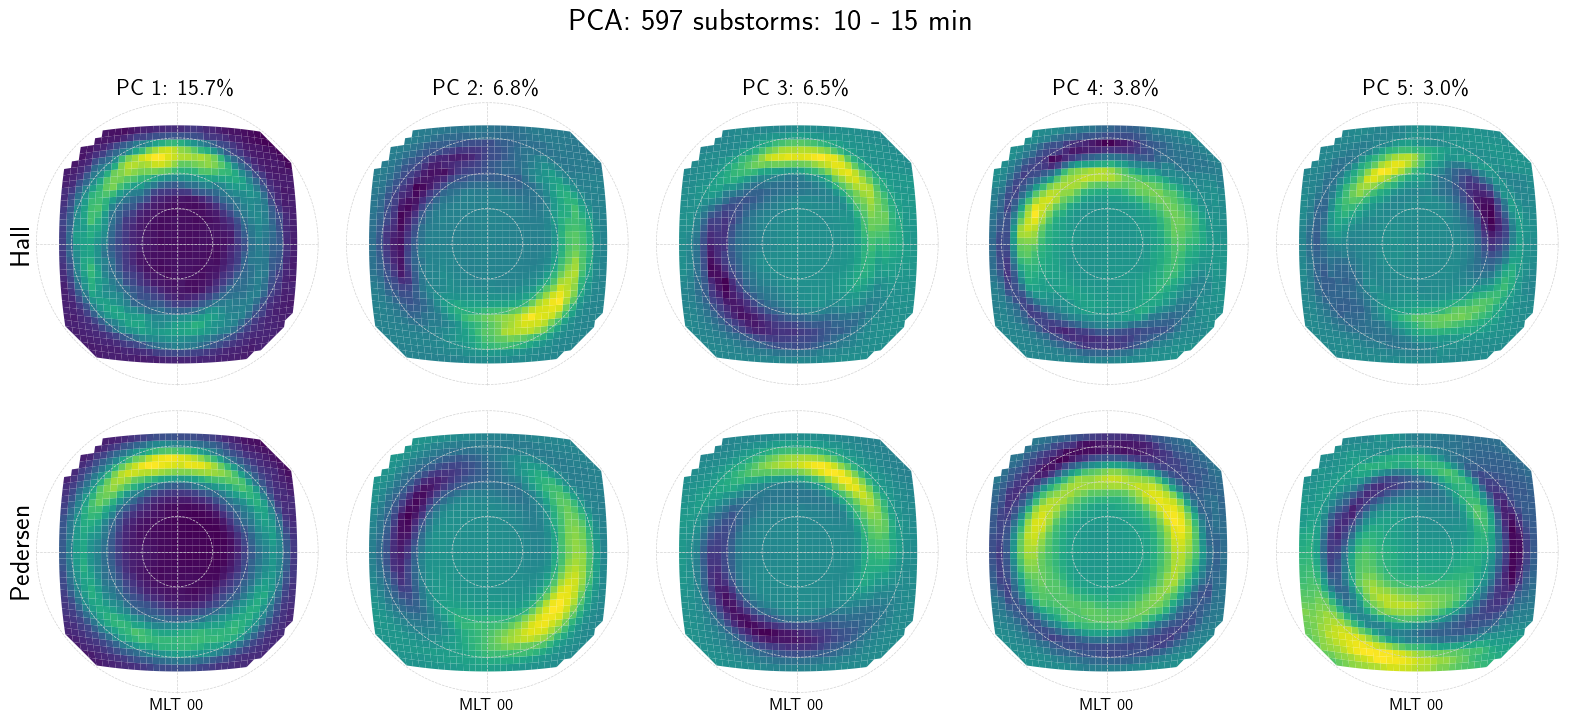 PCA: 597 substorms: 10 - 15 min
PC 1: 15.7%
PC 2: 6.8%
PC 3: 6.5%
PC 4: 3.8%
PC 5: 3.0%
Hall
Pedersen
MLT 00
MLT 00
MLT 00
MLT 00
MLT 00